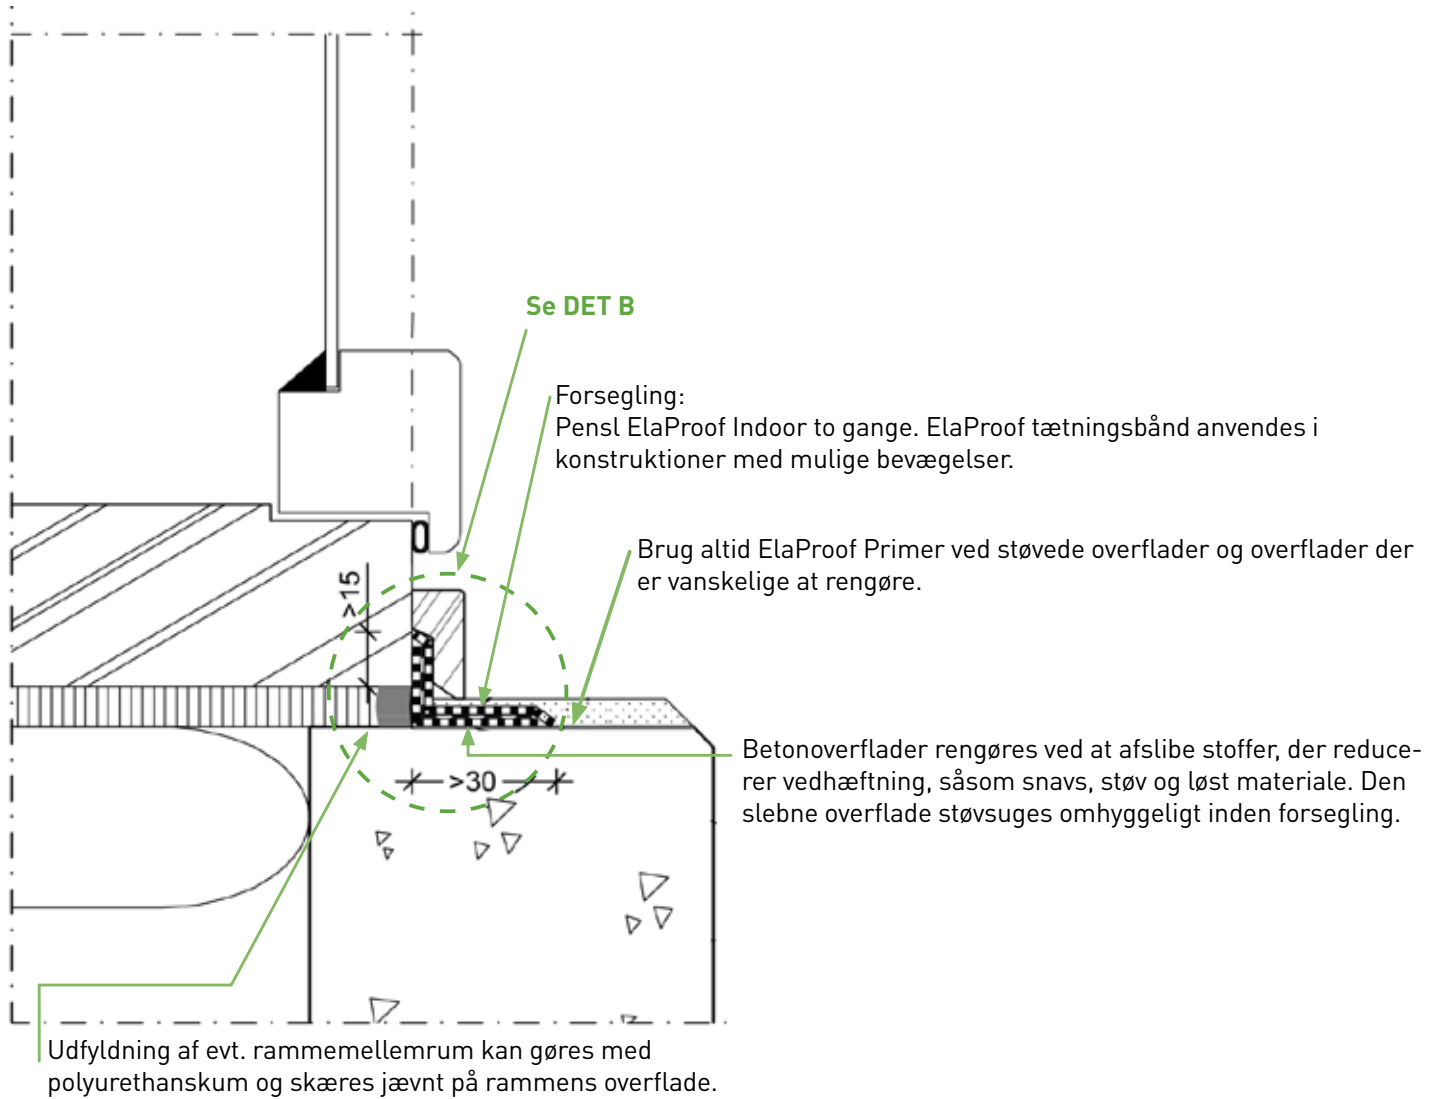 Se DET B
Forsegling:
Pensl ElaProof Indoor to gange. ElaProof tætningsbånd anvendes i
konstruktioner med mulige bevægelser.
Brug altid ElaProof Primer ved støvede overflader og overflader der
er vanskelige at rengøre.
>15
>30
Betonoverflader rengøres ved at afslibe stoffer, der reduce-
rer vedhæftning, såsom snavs, støv og løst materiale. Den
slebne overflade støvsuges omhyggeligt inden forsegling.
Udfyldning af evt. rammemellemrum kan gøres med
polyurethanskum og skæres jævnt på rammens overflade.